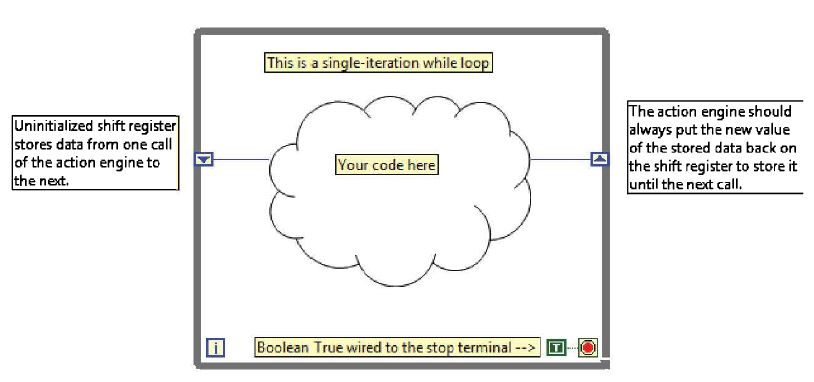 This is a single-iteration while loop
Uninitialized shift register
stores data from one call
of the action engine to
the next.
Your code here
The action engine should
always put the new value
of the stored data back on
the shift register to store it
until the next call.
i
Boolean True wired to the stop terminal -->
T